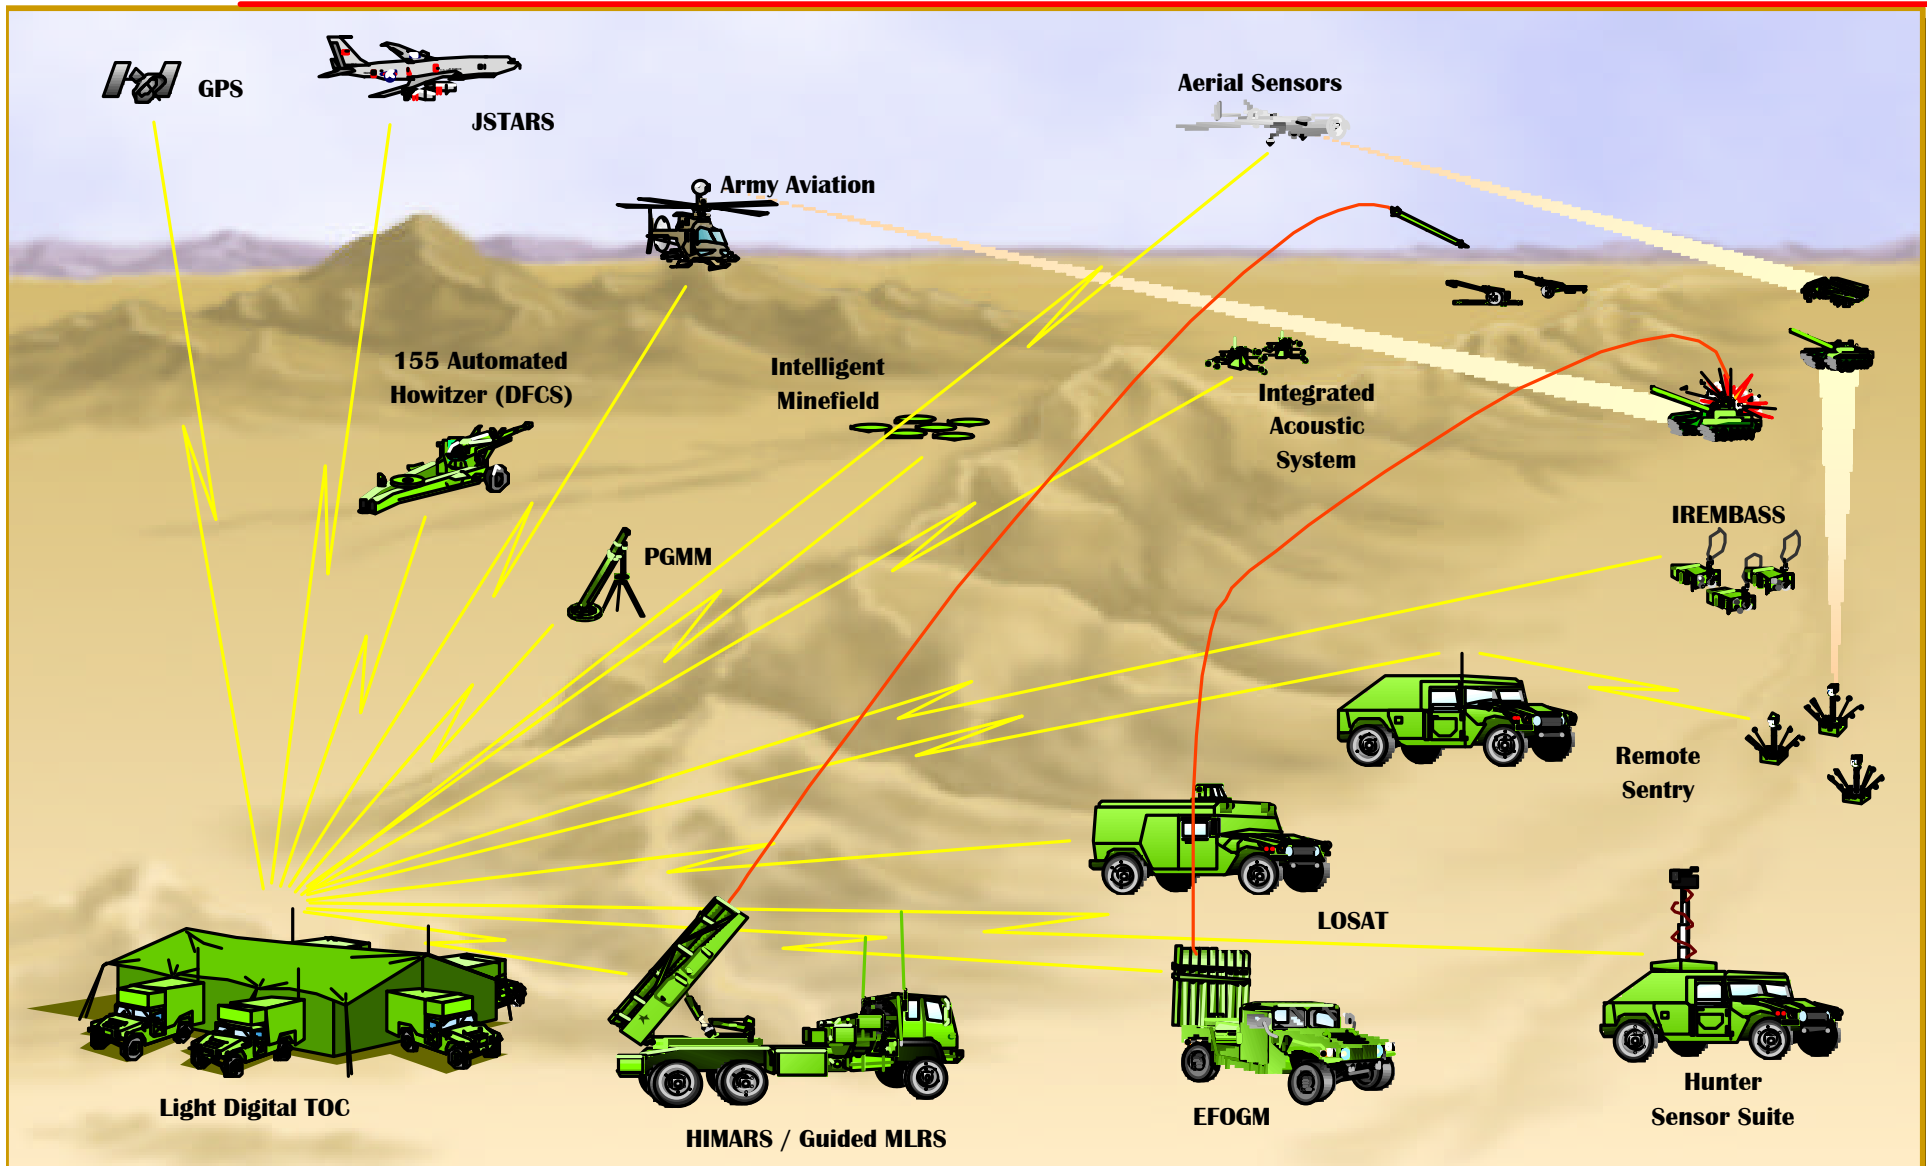 GPS
JSTARS
Aerial Sensors
Army Aviation
155 Automated
Howitzer (DFCS)
Intelligent
Minefield
Integrated
Acoustic
System
IREMBASS
PGMM
Remote
Sentry
LOSAT
Light Digital TOC
HIMARS / Guided MLRS
EFOGM
Hunter
Sensor Suite